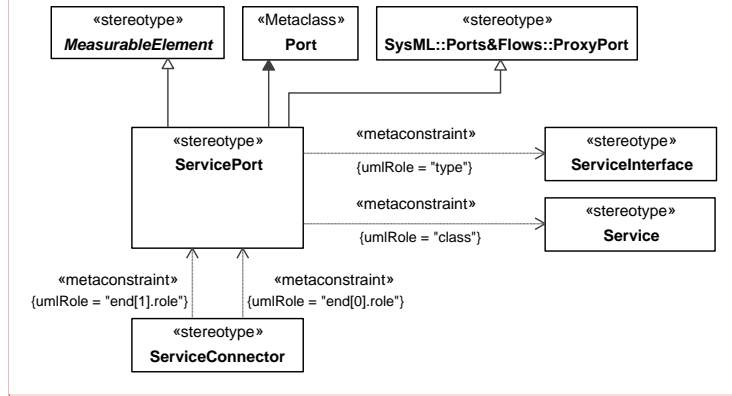 «stereotype»
MeasurableElement
«Metaclass»
Port
«stereotype»
SysML::Ports&Flows::ProxyPort
«stereotype»
ServicePort
«metaconstraint»
{umlRole = "type"}
«stereotype»
ServiceInterface
«metaconstraint»
{umlRole = "class"}
«stereotype»
Service
«metaconstraint»
{umlRole = "end[1].role"}
«metaconstraint»
{umlRole = "end[0].role"}
«stereotype»
ServiceConnector